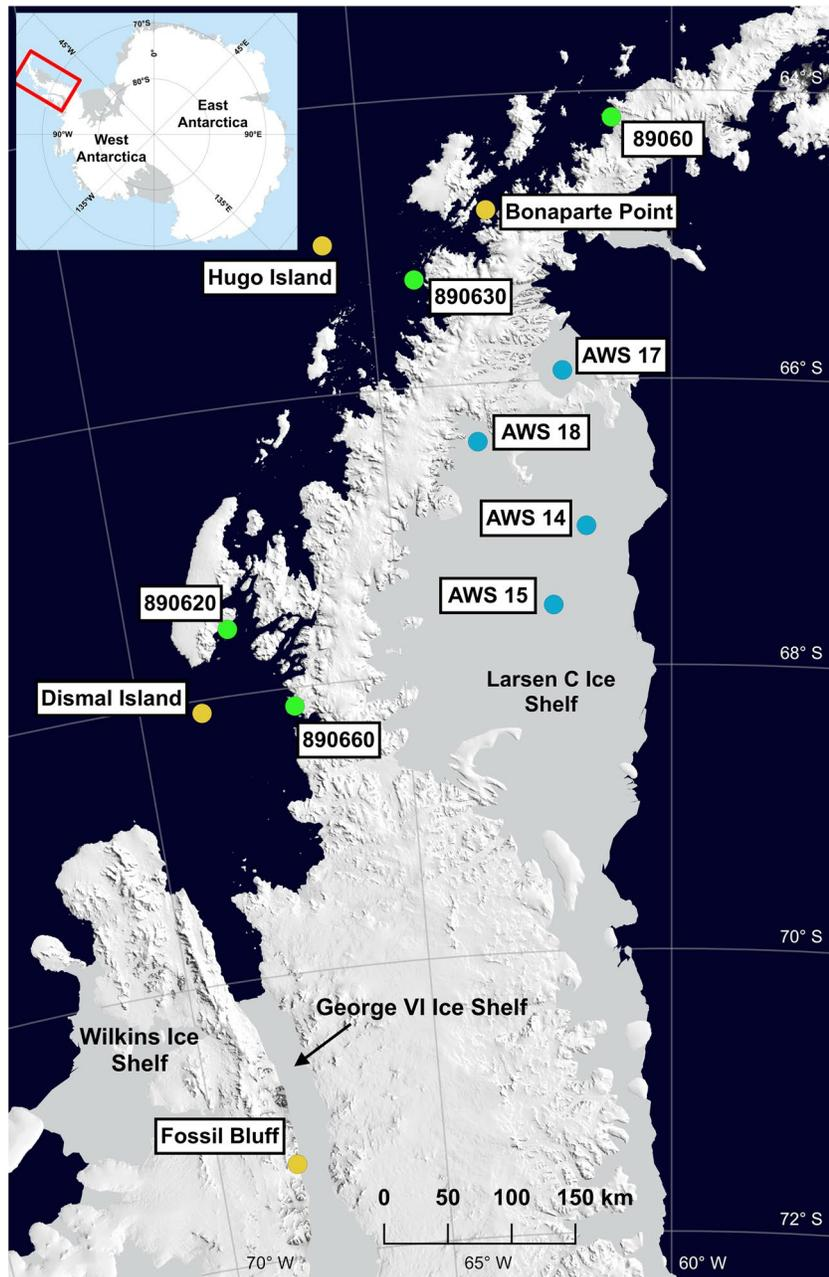 70°S
45°W
0°
45°E
80°S
East
Antarctica
90°W
90°E
West
Antarctica
135°W
135°E
64° S
89060
Bonaparte Point
Hugo Island
890630
AWS 17
66° S
AWS 18
AWS 14
890620
AWS 15
68° S
Larsen C Ice
Shelf
Dismal Island
890660
70° S
George VI Ice Shelf
Wilkins Ice
Shelf
Fossil Bluff
0 50 100 150 km
72° S
70° W
65° W
60° W